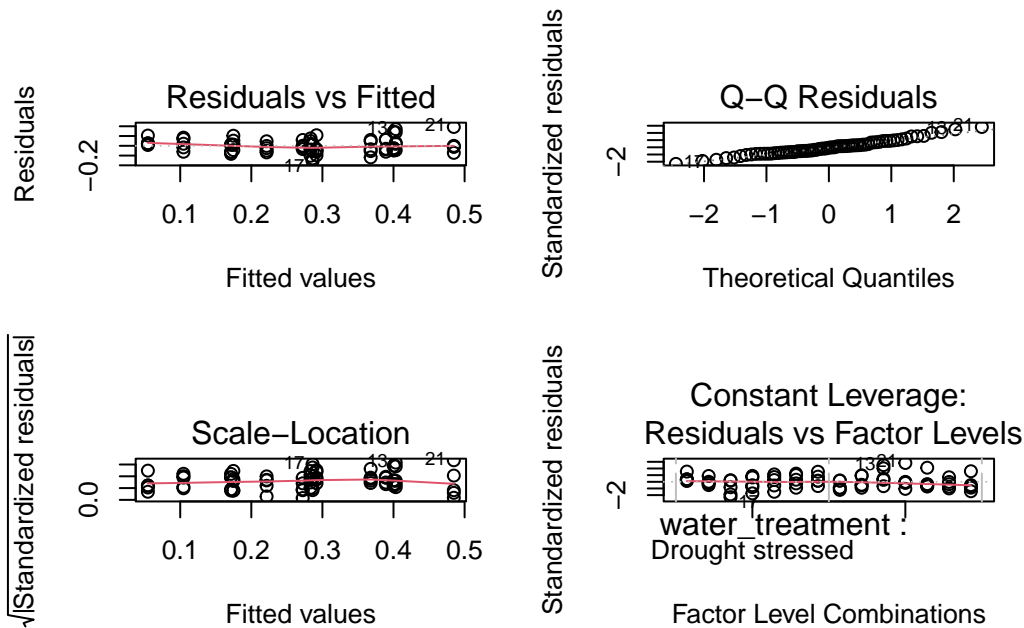 Residuals vs Fitted
Residuals
−0.2
13
21
17
0.1 0.2 0.3 0.4 0.5
Fitted values
Q−Q Residuals
Standardized residuals
−2
17
13 21
−2 −1 0 1 2
Theoretical Quantiles
Scale−Location
√|Standardized residuals|
0.0
17
13
21
0.1 0.2 0.3 0.4 0.5
Fitted values
Constant Leverage:
Residuals vs Factor Levels
Standardized residuals
−2
13
21
17
water_treatment :
Drought stressed
Factor Level Combinations